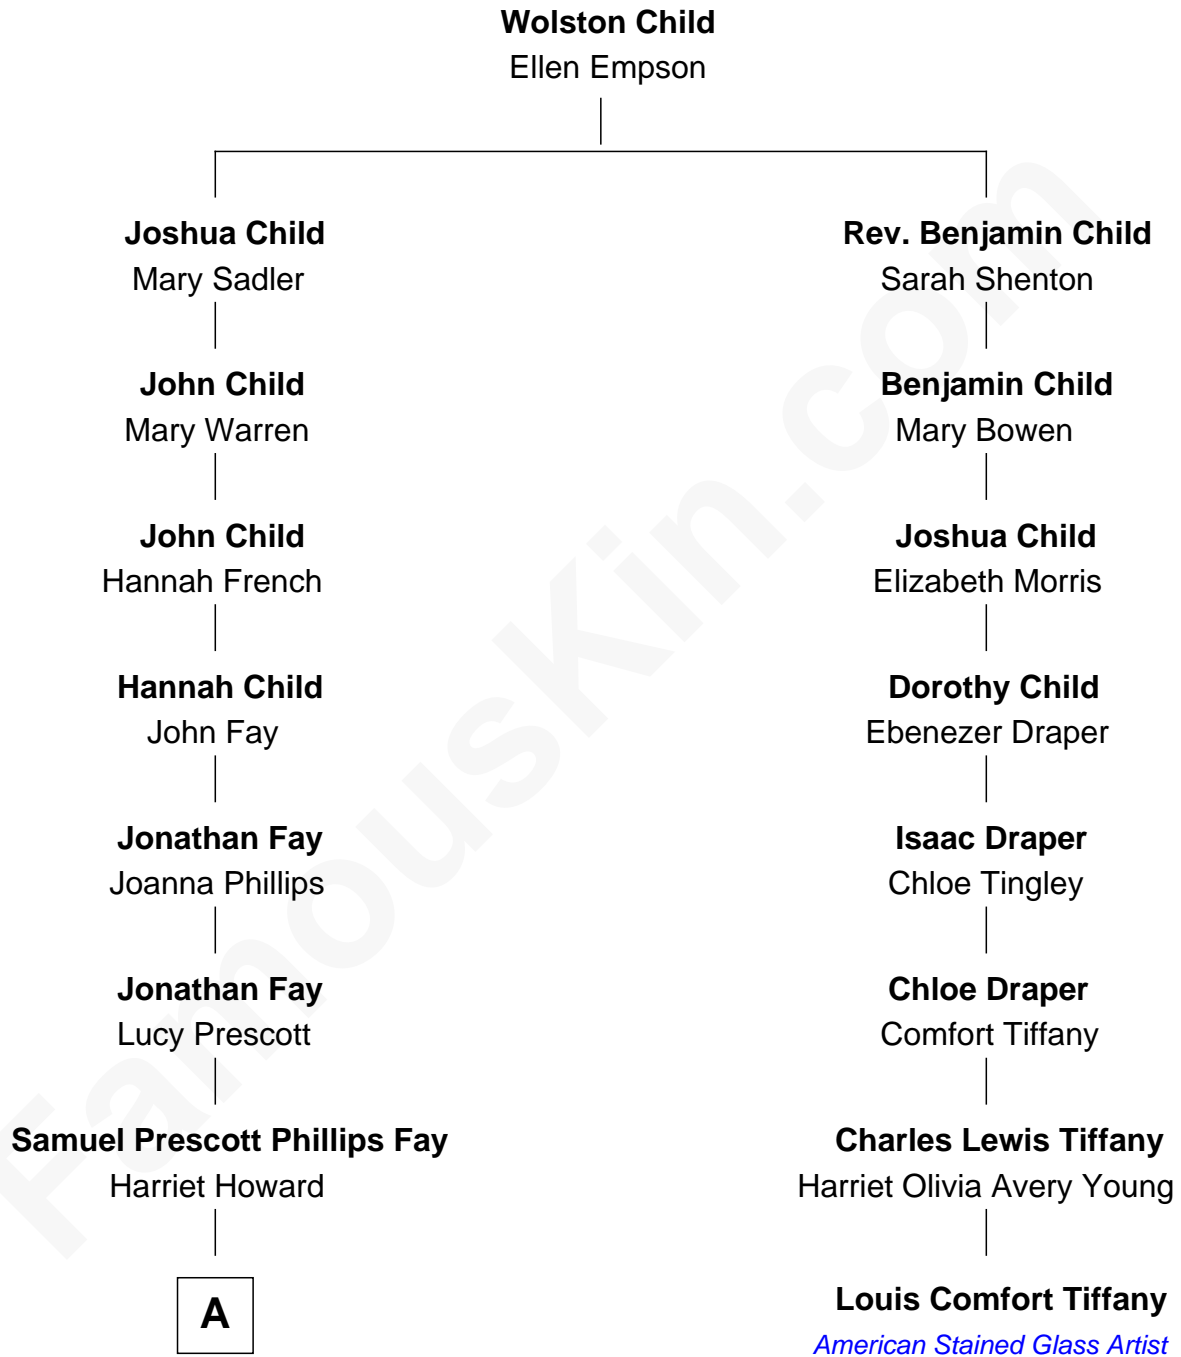 Wolston Child
Ellen Empson
Joshua Child
Mary Sadler
Rev. Benjamin Child
Sarah Shenton
John Child
Mary Warren
Benjamin Child
Mary Bowen
John Child
Hannah French
Joshua Child
Elizabeth Morris
Hannah Child
John Fay
Dorothy Child
Ebenezer Draper
Jonathan Fay
Joanna Phillips
Isaac Draper
Chloe Tingley
Jonathan Fay
Lucy Prescott
Chloe Draper
Comfort Tiffany
Samuel Prescott Phillips Fay
Harriet Howard
Charles Lewis Tiffany
Harriet Olivia Avery Young
A
Louis Comfort Tiffany
American Stained Glass Artist
FamousKin.com